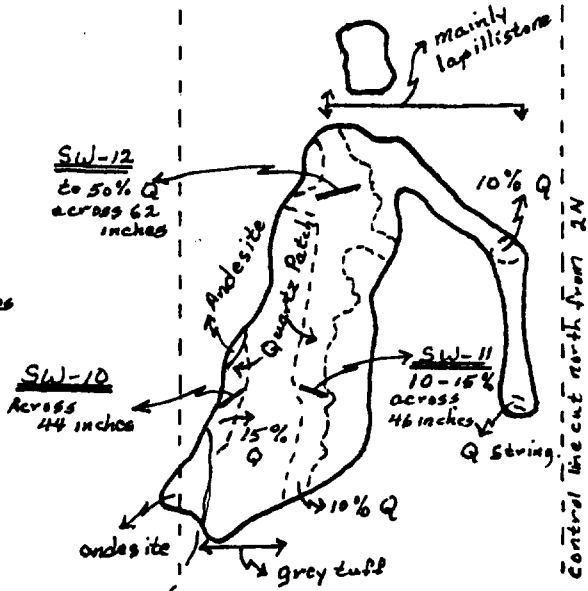 mainly
lapillistone
SW-12
to 50% Q
across 62
inches
10% Q
Andesite
Quartz Patch
SW-10
Across
44 inches
SW-11
10-15%
across
46 inches
15%
Q
Q String.
10% Q
andesite
grey tuff
Control line cut north from 2N